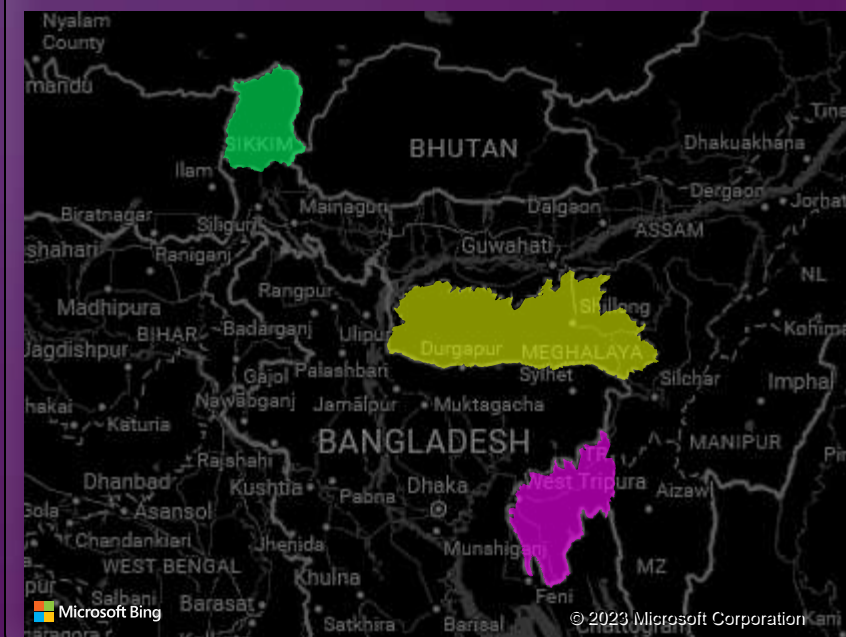 Nyalam
County
mandu
SIKKIM
BHUTAN
Dhakuakhana
Ilam
Dergaon
Jorbat
Biratnagar
Mainaguri
Dalgaon
Siliguri
ASSAM
shahari
Raniganj
Guwahati
NL
Rangpur
Madhipura
Shillong
BIHAR
Badarganj
Ulipur
Kohima
Jagdishpur
Durgapur
MEGHALAYA
Gajol
Palashbari
Sylhet
Silchar
Imphal
hakai
Nawabganj
Jamalpur
Muktagacha
Katuria
BANGLADESH
MANIPUR
Rajshahi
TR
Dhanbad
Kushtia
Pabna
Dhaka
West Tripura
Aizawl
Gola
Asansol
Chandankiari
Jhenida
Munshiganj
WEST BENGAL
MZ
pur
Salbani
Barasat
Khulna
Feni
Microsoft Bing
Satkhira
Barisal
Chattogram
© 2023 Microsoft Corporation